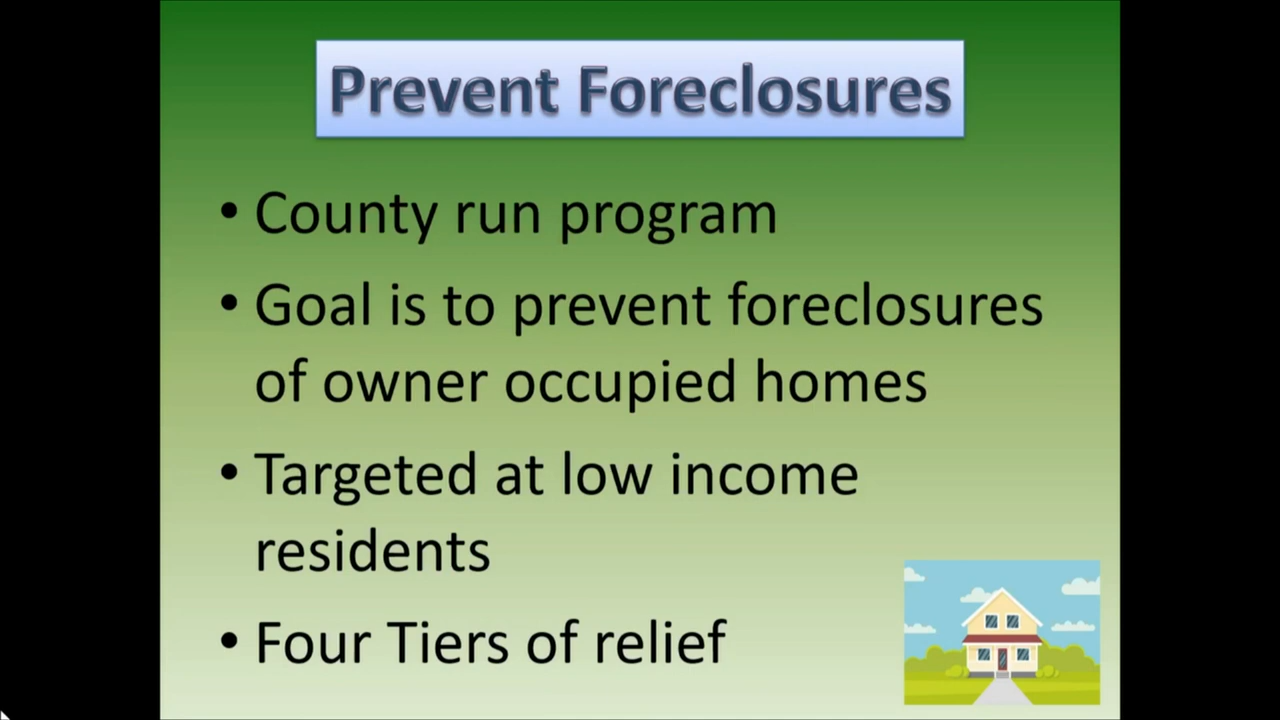 Prevent Foreclosures
• County run program
• Goal is to prevent foreclosures
of owner occupied homes
• Targeted at low income
residents
• Four Tiers of relief